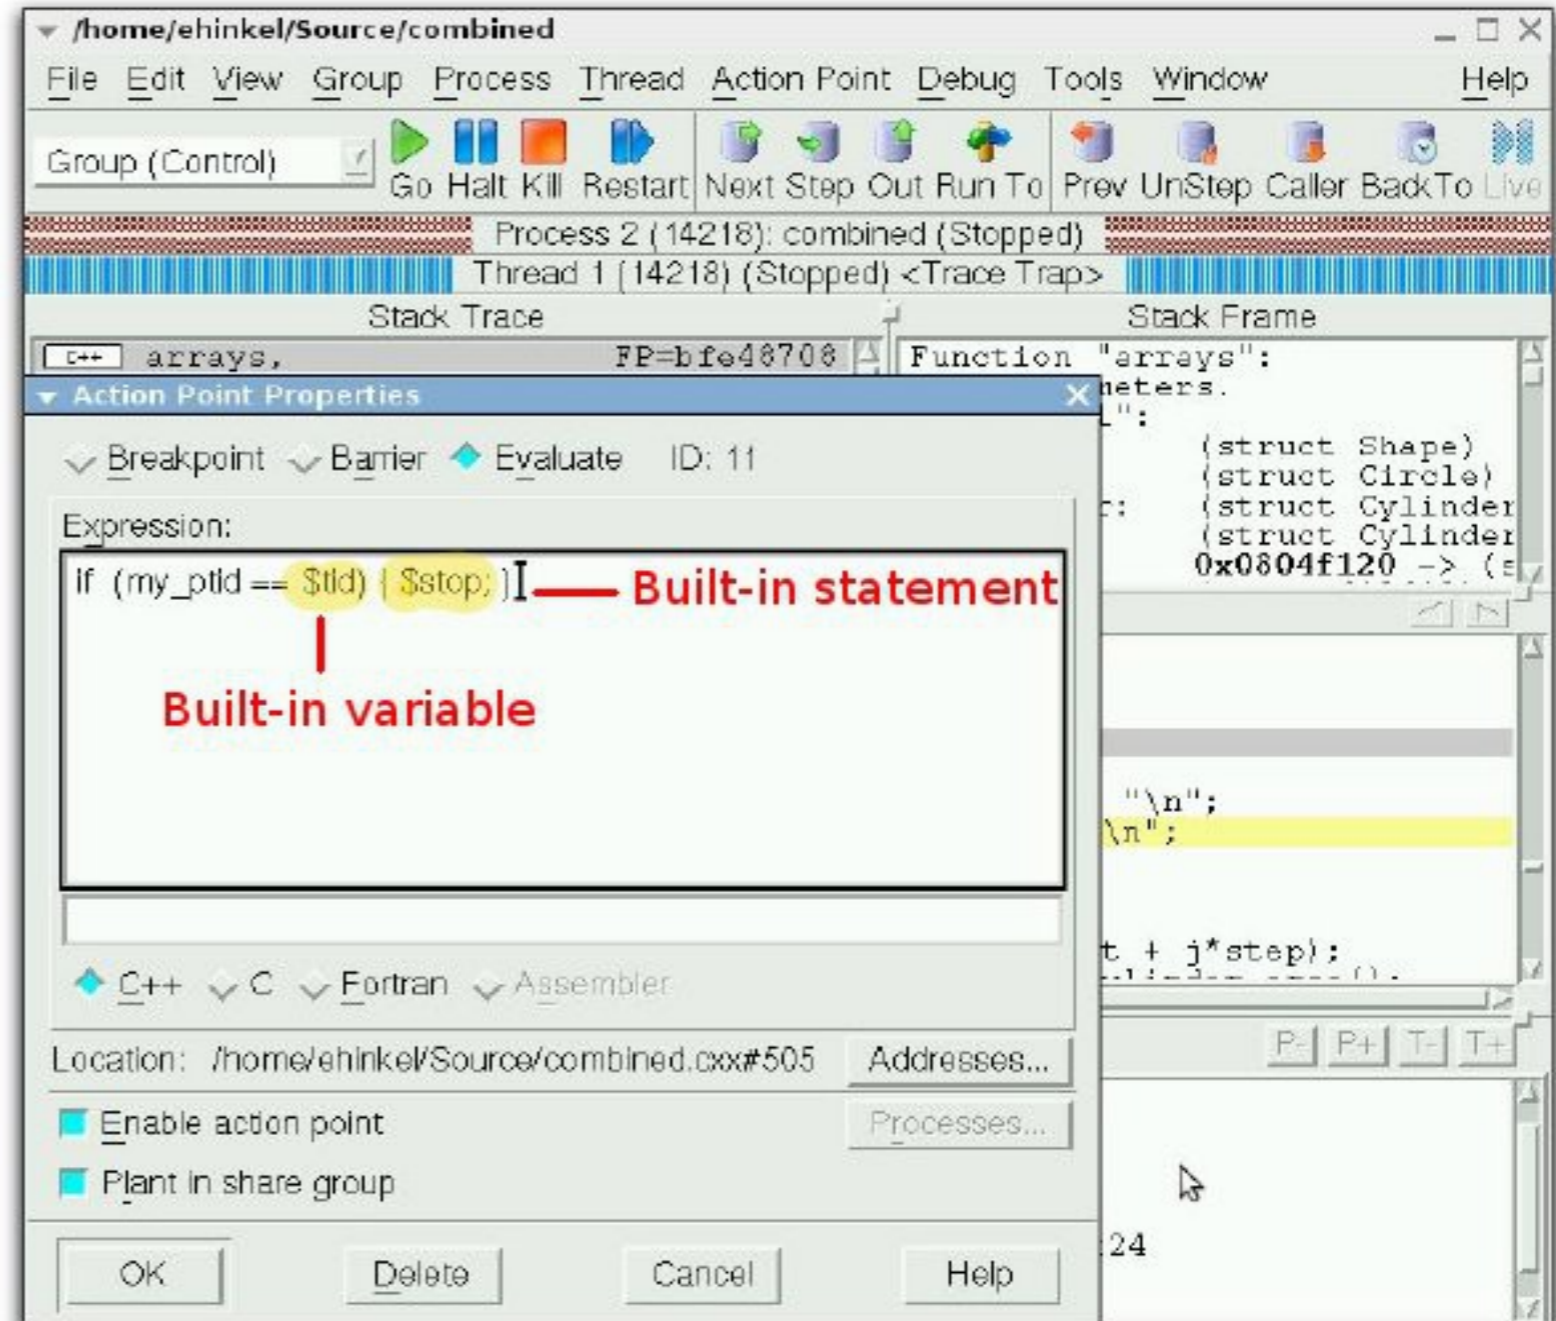 /home/ehinkel/Source/combined
File Edit View Group Process Thread Action Point Debug Tools Window Help
Group (Control) Go Halt Kill Restart Next Step Out Run To Prev UnStep Caller BackTo Live
Process 2 (14218): combined (Stopped)
Thread 1 (14218) (Stopped) <Trace Trap>
Stack Trace Stack Frame
C++ arrays, FP=bfe48708 Function "arrays":
Action Point Properties meters.
l":
Breakpoint Barrier Evaluate ID: 11 (struct Shape)
(struct Circle)
Expression: r: (struct Cylinder
(struct Cylinder
if (my_ptid == $tid) { $stop; } Built-in statement 0x0804f120 -> (s
Built-in variable
"\n";
\n";
t + j*step);
C++ C Fortran Assembler
Location: /home/ehinkel/Source/combined.cxx#505 Addresses... P- P+ T- T+
Enable action point Processes...
Plant in share group
24
OK Delete Cancel Help